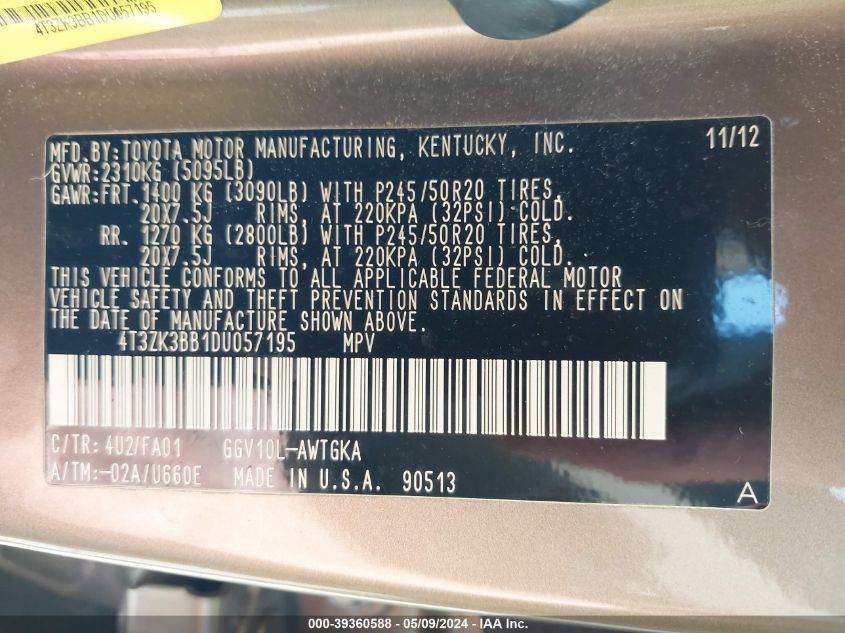 4T3ZK3BB1DU057195
MFD.BY:TOYOTA MOTOR MANUFACTURING, KENTUCKY, INC. 11/12
GVWR:2310KG (5095LB)
GAWR:FRT.1400 KG (3090LB) WITH P245/50R20 TIRES,
20X7.5J RIMS, AT 220KPA (32PSI) COLD.
RR. 1270 KG (2800LB) WITH P245/50R20 TIRES,
20X7.5J RIMS, AT 220KPA (32PSI) COLD.
THIS VEHICLE CONFORMS TO ALL APPLICABLE FEDERAL MOTOR
VEHICLE SAFETY AND THEFT PREVENTION STANDARDS IN EFFECT ON
THE DATE OF MANUFACTURE SHOWN ABOVE.
4T3ZK3BB1DU057195 MPV
C/TR: 4U2/FA01 GGV10L-AWTGKA
A/TM:-02A/U660E MADE IN U.S.A. 90513
A
000-39360588 - 05/09/2024 - IAA Inc.